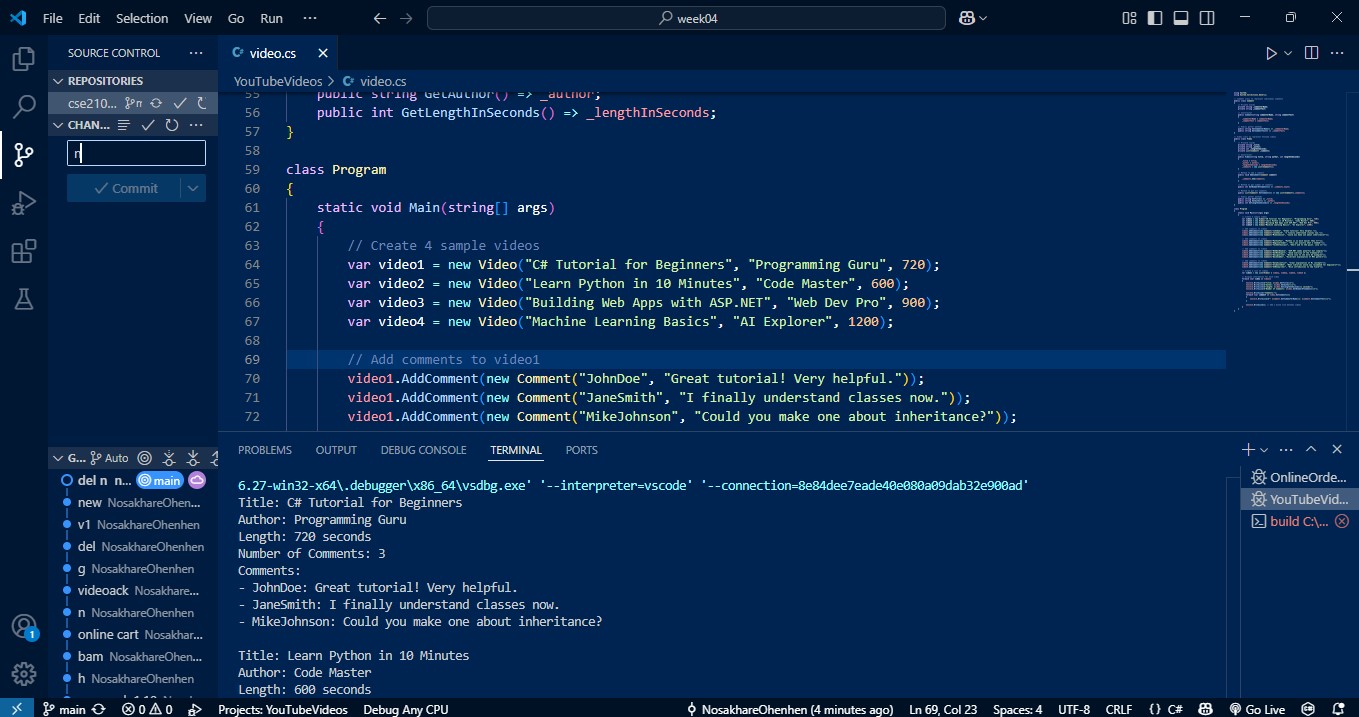 File Edit Selection View Go Run ···
week04
SOURCE CONTROL ···
REPOSITORIES
cse210...
CHAN... ···
n
Commit
G... Auto
del n n... main
new NosakhareOhenhen...
v1 NosakhareOhenhen
del NosakhareOhenhen
g NosakhareOhenhen
videoack Nosakhare...
n NosakhareOhenhen
online cart Nosakhar...
bam NosakhareOhen...
h NosakhareOhenhen
1
video.cs
YouTubeVideos > video.cs
55 public string GetAuthor() => _author;
56 public int GetLengthInSeconds() => _lengthInSeconds;
57 }
58
59 class Program
60 {
61 static void Main(string[] args)
62 {
63 // Create 4 sample videos
64 var video1 = new Video("C# Tutorial for Beginners", "Programming Guru", 720);
65 var video2 = new Video("Learn Python in 10 Minutes", "Code Master", 600);
66 var video3 = new Video("Building Web Apps with ASP.NET", "Web Dev Pro", 900);
67 var video4 = new Video("Machine Learning Basics", "AI Explorer", 1200);
68
69 // Add comments to video1
70 video1.AddComment(new Comment("JohnDoe", "Great tutorial! Very helpful."));
71 video1.AddComment(new Comment("JaneSmith", "I finally understand classes now."));
72 video1.AddComment(new Comment("MikeJohnson", "Could you make one about inheritance?"));
PROBLEMS OUTPUT DEBUG CONSOLE TERMINAL PORTS
6.27-win32-x64\.debugger\x86_64\vsdbg.exe' '--interpreter=vscode' '--connection=8e84dee7eade40e080a09dab32e900ad'
Title: C# Tutorial for Beginners
Author: Programming Guru
Length: 720 seconds
Number of Comments: 3
Comments:
- JohnDoe: Great tutorial! Very helpful.
- JaneSmith: I finally understand classes now.
- MikeJohnson: Could you make one about inheritance?
Title: Learn Python in 10 Minutes
Author: Code Master
Length: 600 seconds
OnlineOrde...
YouTubeVid...
build C:\...
main 0 0 Projects: YouTubeVideos Debug Any CPU NosakhareOhenhen (4 minutes ago) Ln 69, Col 23 Spaces: 4 UTF-8 CRLF {} C# Go Live